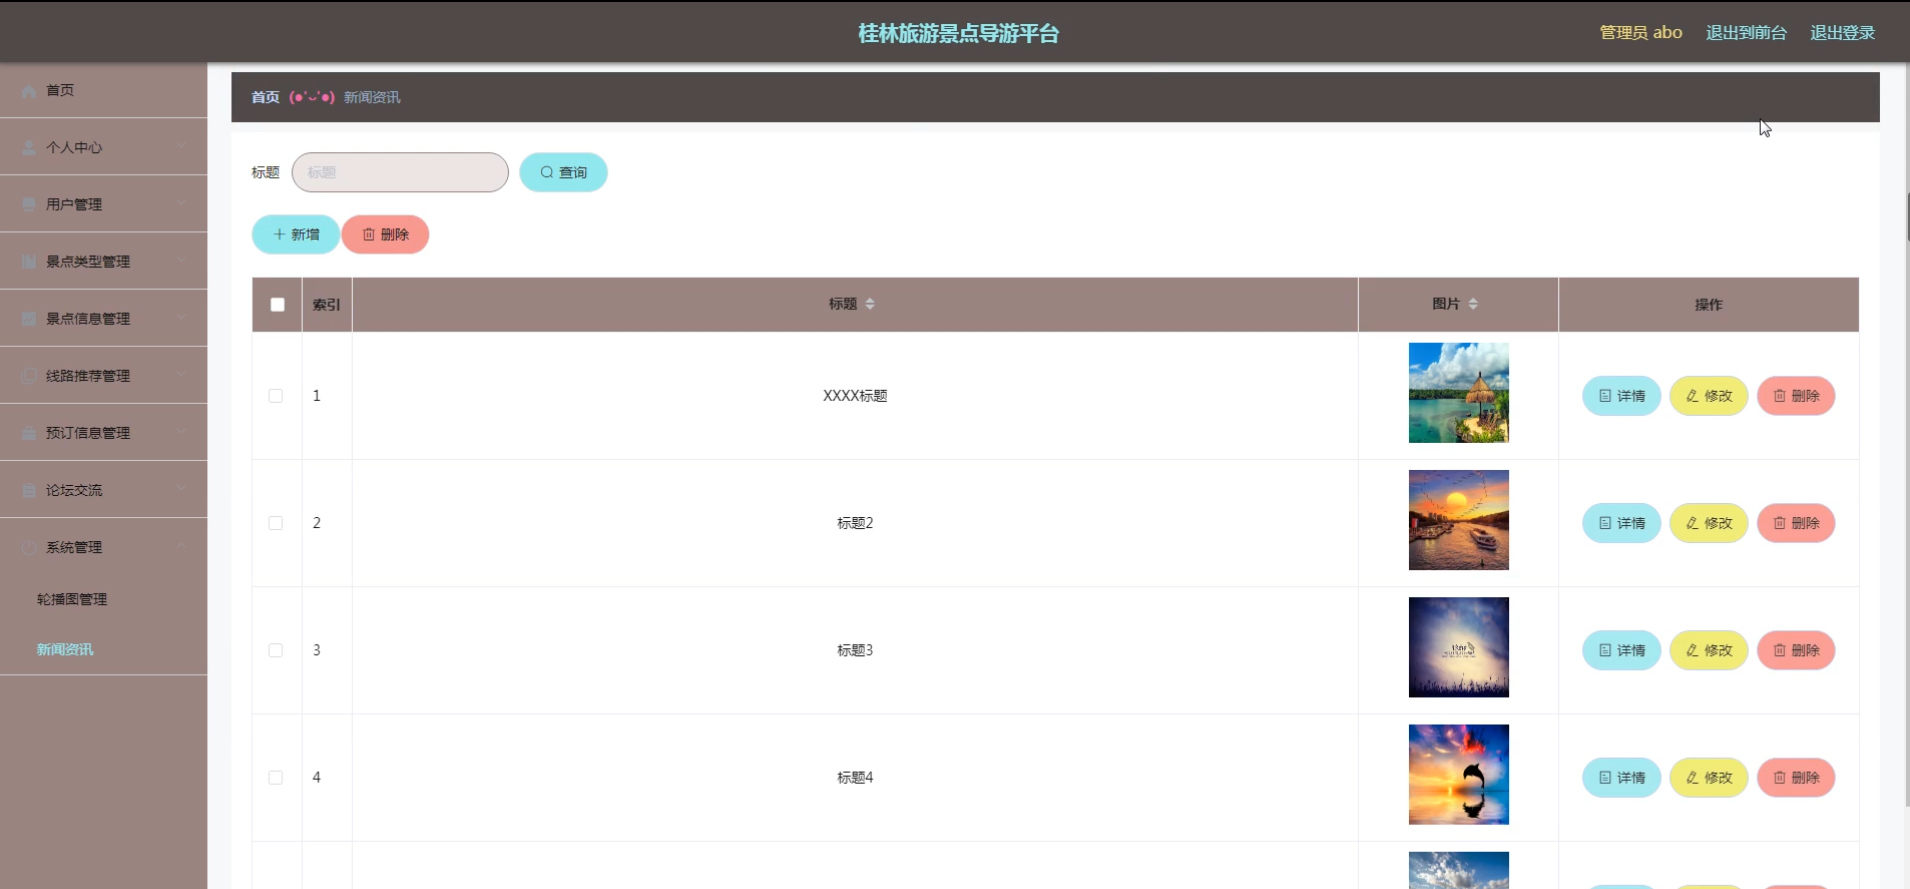 桂林旅游景点导游平台
管理员 abo 退出到前台 退出登录
首页
个人中心
用户管理
景点类型管理
景点信息管理
线路推荐管理
预订信息管理
论坛交流
系统管理
轮播图管理
新闻资讯
首页 (●'◡'●) 新闻资讯
标题 标题 查询
新增 删除
索引 标题 图片 操作
1 XXXX标题 详情 修改 删除
2 标题2 详情 修改 删除
3 标题3 详情 修改 删除
4 标题4 详情 修改 删除